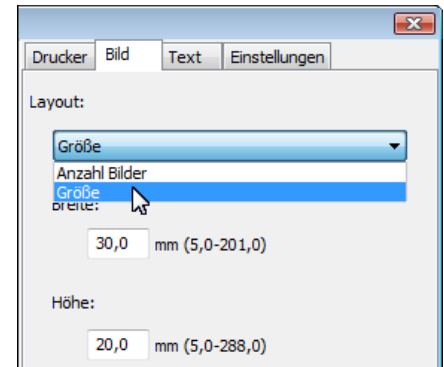 Drucker Bild Text Einstellungen
Layout:
Größe
Anzahl Bilder
Größe
Breite:
30,0 mm (5,0-201,0)
Höhe:
20,0 mm (5,0-288,0)